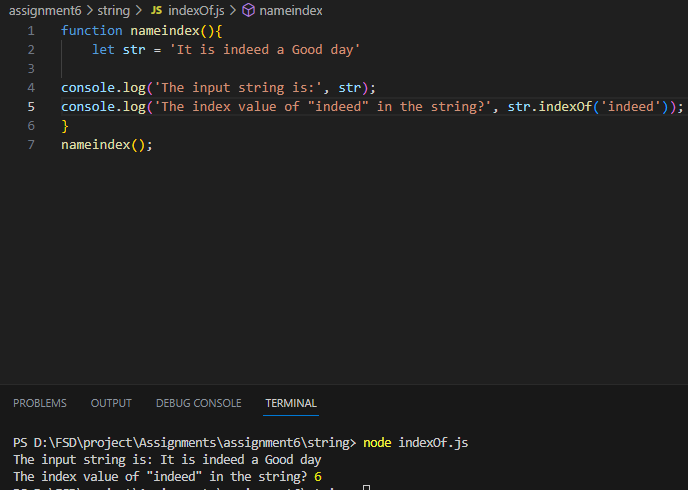 assignment6 > string > JS indexOf.js > nameindex
1 function nameindex(){
2 let str = 'It is indeed a Good day'
3
4 console.log('The input string is:', str);
5 console.log('The index value of "indeed" in the string?', str.indexOf('indeed'));
6 }
7 nameindex();
PROBLEMS OUTPUT DEBUG CONSOLE TERMINAL
PS D:\FSD\project\Assignments\assignment6\string> node indexOf.js
The input string is: It is indeed a Good day
The index value of "indeed" in the string? 6